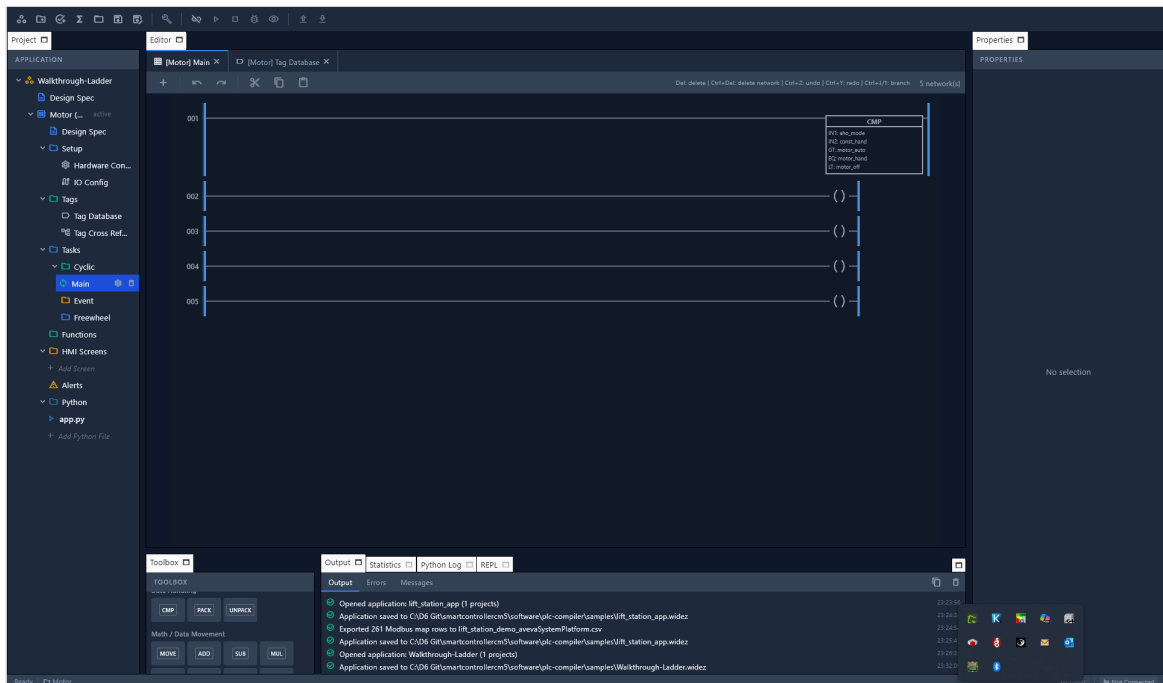 Project
APPLICATION
Walkthrough-Ladder
Design Spec
Motor (... active
Design Spec
Setup
Hardware Con...
IO Config
Tags
Tag Database
Tag Cross Ref...
Tasks
Cyclic
Main
Event
Freewheel
Functions
HMI Screens
+ Add Screen
Alerts
Python
app.py
+ Add Python File
Editor
[Motor] Main
[Motor] Tag Database
Del: delete | Ctrl+Del: delete network | Ctrl+Z: undo | Ctrl+Y: redo | Ctrl+↓/↑: branch 5 network(s)
001
CMP
IN1: aho_mode
IN2: const_hand
GT: motor_auto
EQ: motor_hand
LT: motor_off
002 ( )
003 ( )
004 ( )
005 ( )
Toolbox
TOOLBOX
CMP PACK UNPACK
Math / Data Movement
MOVE ADD SUB MUL
Output Statistics Python Log REPL
Output Errors Messages
Opened application: lift_station_app (1 projects) 23:23:58
Application saved to C:\D6 Git\smartcontrollercm5\software\plc-compiler\samples\lift_station_app.widez
Exported 261 Modbus map rows to lift_station_demo_avevaSystemPlatform.csv
Application saved to C:\D6 Git\smartcontrollercm5\software\plc-compiler\samples\lift_station_app.widez
Opened application: Walkthrough-Ladder (1 projects)
Application saved to C:\D6 Git\smartcontrollercm5\software\plc-compiler\samples\Walkthrough-Ladder.widez
Properties
PROPERTIES
No selection
Ready Motor
Not Connected